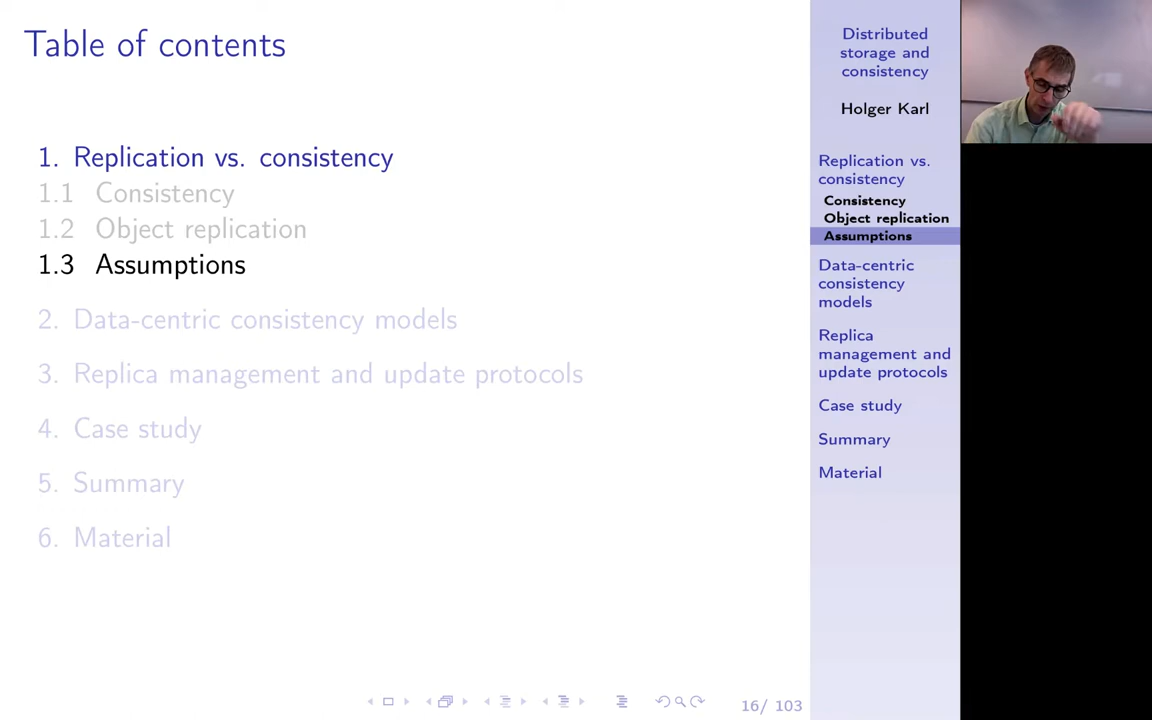 Table of contents
1. Replication vs. consistency
1.1 Consistency
1.2 Object replication
1.3 Assumptions
2. Data-centric consistency models
3. Replica management and update protocols
4. Case study
5. Summary
6. Material
16/ 103
Distributed
storage and
consistency
Holger Karl
Replication vs.
consistency
Consistency
Object replication
Assumptions
Data-centric
consistency
models
Replica
management and
update protocols
Case study
Summary
Material